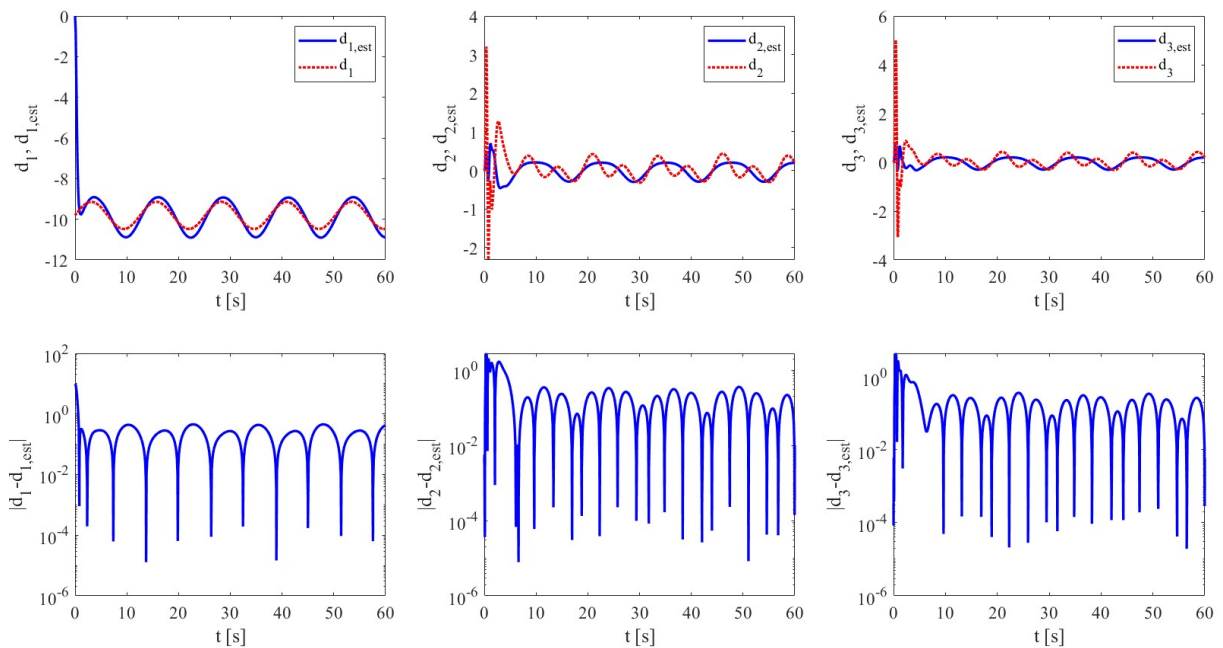 0
-2
-4
-6
-8
-10
-12
d1, d1,est
d1,est
d1
0 10 20 30 40 50 60
t [s]
4
3
2
1
0
-1
-2
d2, d2,est
d2,est
d2
0 10 20 30 40 50 60
t [s]
6
4
2
0
-2
-4
d3, d3,est
d3,est
d3
0 10 20 30 40 50 60
t [s]
10^2
10^0
10^-2
10^-4
10^-6
|d1-d1,est|
0 10 20 30 40 50 60
t [s]
10^0
10^-2
10^-4
10^-6
|d2-d2,est|
0 10 20 30 40 50 60
t [s]
10^0
10^-2
10^-4
10^-6
|d3-d3,est|
0 10 20 30 40 50 60
t [s]